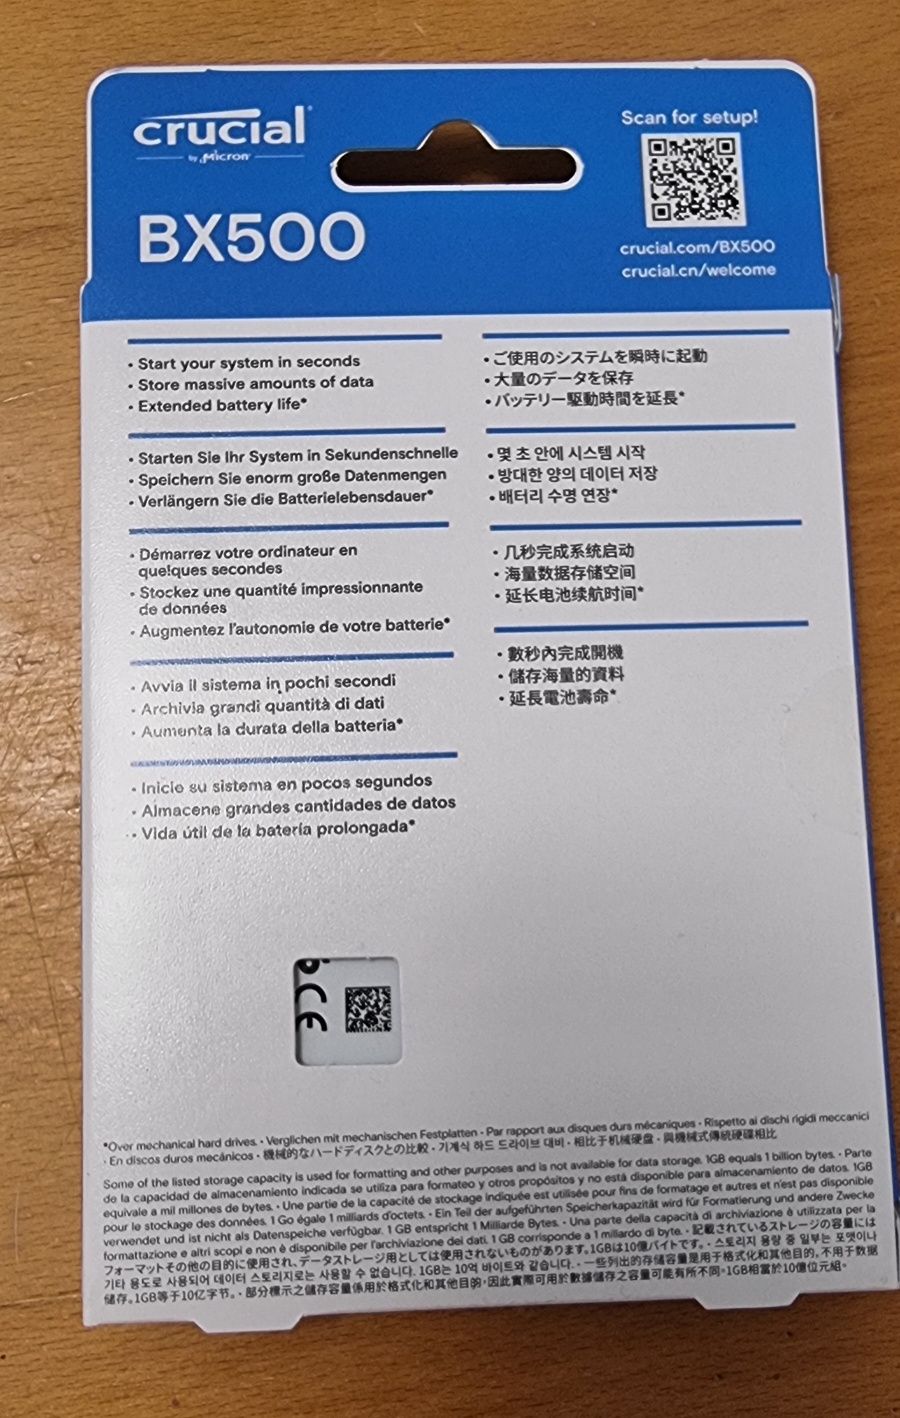 crucial
by Micron
BX500
Scan for setup!
crucial.com/BX500
crucial.cn/welcome
• Start your system in seconds
• Store massive amounts of data
• Extended battery life*
• Starten Sie Ihr System in Sekundenschnelle
• Speichern Sie enorm große Datenmengen
• Verlängern Sie die Batterielebensdauer*
• Démarrez votre ordinateur en
quelques secondes
• Stockez une quantité impressionnante
de données
• Augmentez l'autonomie de votre batterie*
• Avvia il sistema in pochi secondi
• Archivia grandi quantità di dati
• Aumenta la durata della batteria*
• Inicie su sistema en pocos segundos
• Almacene grandes cantidades de datos
• Vida útil de la batería prolongada*
• ご使用のシステムを瞬時に起動
• 大量のデータを保存
• バッテリー駆動時間を延長*
• 몇 초 안에 시스템 시작
• 방대한 양의 데이터 저장
• 배터리 수명 연장*
• 几秒完成系统启动
• 海量数据存储空间
• 延长电池续航时间*
• 數秒內完成開機
• 儲存海量的資料
• 延長電池壽命*
CE
*Over mechanical hard drives. • Verglichen mit mechanischen Festplatten • Par rapport aux disques durs mécaniques • Rispetto ai dischi rigidi meccanici
• En discos duros mecánicos • 機械的なハードディスクとの比較 • 기계식 하드 드라이브 대비 • 相比于机械硬盘 • 與機械式傳統硬碟相比
Some of the listed storage capacity is used for formatting and other purposes and is not available for data storage. 1GB equals 1 billion bytes. • Parte
de la capacidad de almacenamiento indicada se utiliza para formateo y otros propósitos y no está disponible para almacenamiento de datos. 1GB
equivale a mil millones de bytes. • Une partie de la capacité de stockage indiquée est utilisée pour fins de formatage et autres et n'est pas disponible
pour le stockage des données. 1 Go égale 1 milliards d'octets. • Ein Teil der aufgeführten Speicherkapazität wird für Formatierung und andere Zwecke
verwendet und ist nicht als Datenspeiche verfügbar. 1 GB entspricht 1 Milliarde Bytes. • Una parte della capacità di archiviazione è utilizzata per la
formattazione e altri scopi e non è disponibile per l'archiviazione dei dati. 1 GB corrisponde a 1 miliardo di byte. • 記載されているストレージの容量には
フォーマットその他の目的に使用され、データストレージ用としては使用されないものがあります。1GBは10億バイトです。 • 스토리지 용량 중 일부는 포맷이나
기타 용도로 사용되어 데이터 스토리지로는 사용할 수 없습니다. 1GB는 10억 바이트와 같습니다. • 一些列出的存储容量是用于格式化和其他目的, 不用于数据
储存。1GB等于10亿字节。 • 部分標示之儲存容量係用於格式化和其他目的，因此實際可用於數據儲存之容量可能有所不同。1GB相當於10億位元組。